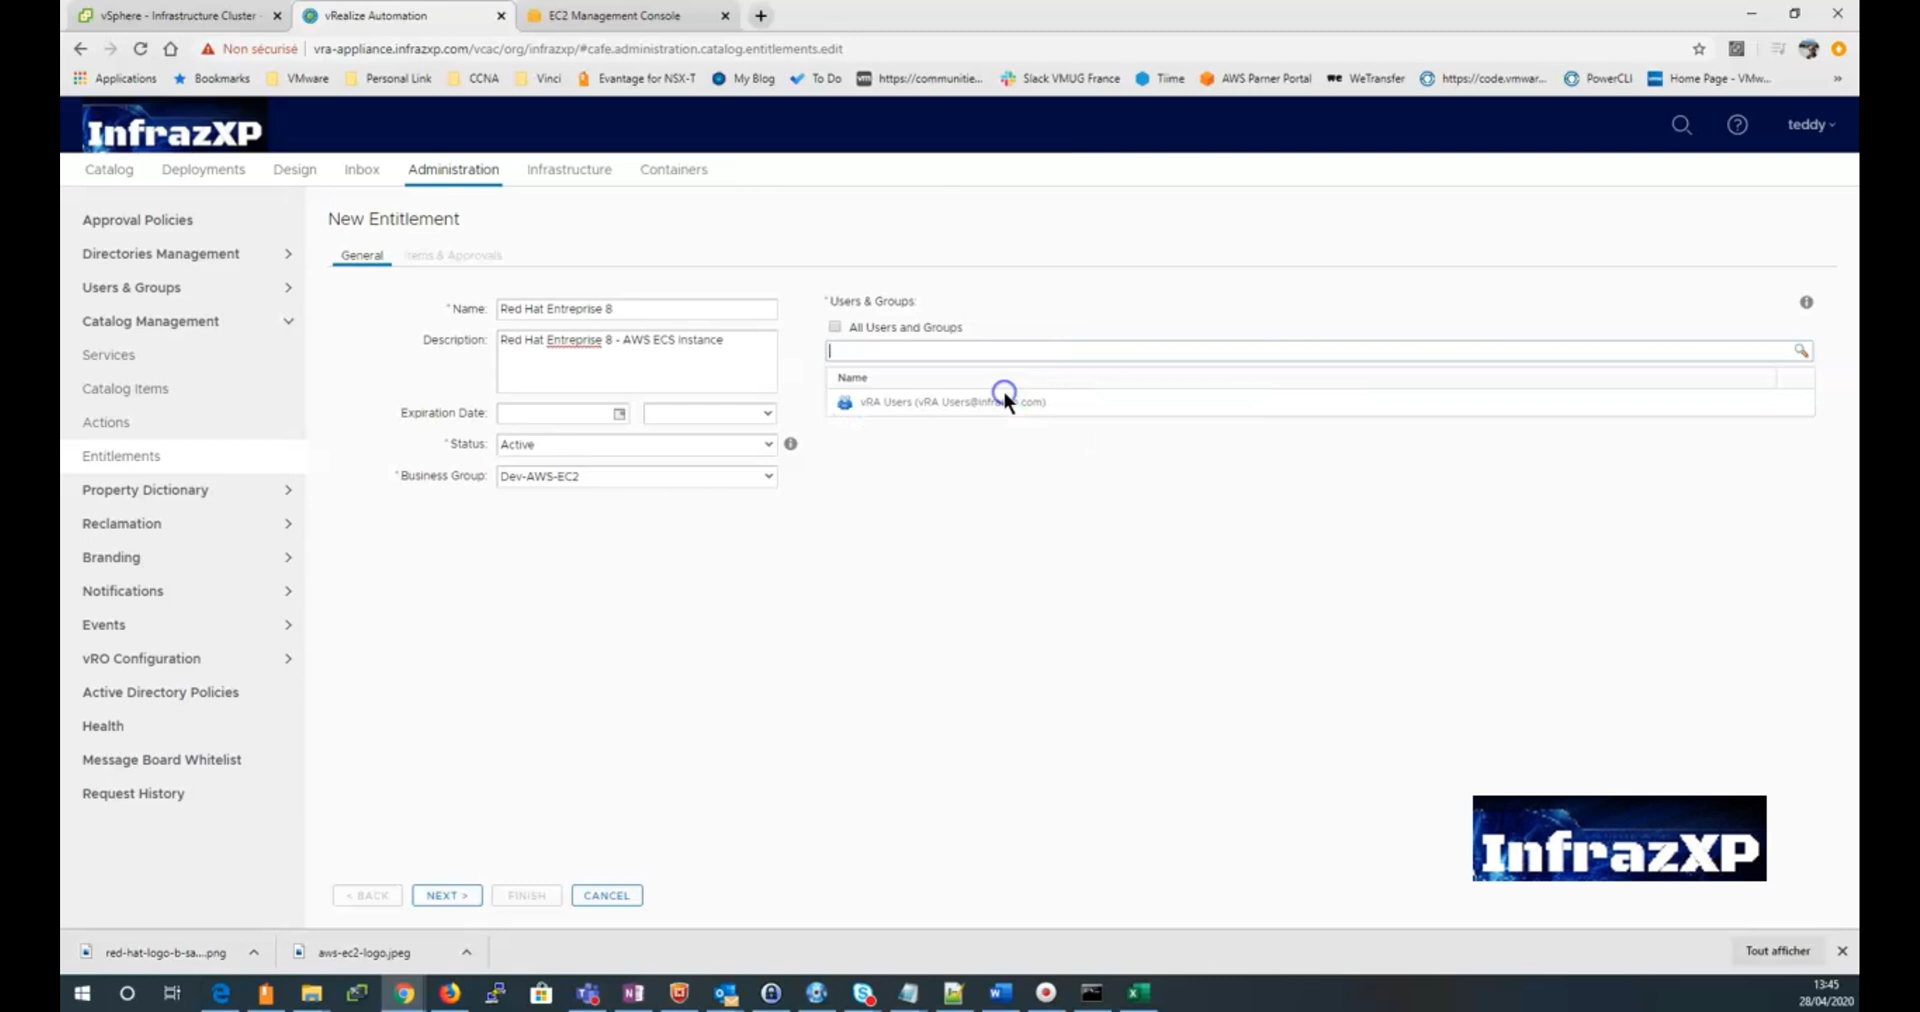 vSphere - Infrastructure Cluster
vRealize Automation
EC2 Management Console
Non sécurisé
vra-appliance.infrazxp.com/vcac/org/infrazxp/#cafe.administration.catalog.entitlements.edit
Applications
Bookmarks
VMware
Personal Link
CCNA
Vinci
Evantage for NSX-T
My Blog
To Do
https://communitie...
Slack VMUG France
Tiime
AWS Parner Portal
WeTransfer
https://code.vmwar...
PowerCLI
Home Page - VMw...
InfrazXP
teddy
Catalog
Deployments
Design
Inbox
Administration
Infrastructure
Containers
Approval Policies
Directories Management
Users & Groups
Catalog Management
Services
Catalog Items
Actions
Entitlements
Property Dictionary
Reclamation
Branding
Notifications
Events
vRO Configuration
Active Directory Policies
Health
Message Board Whitelist
Request History
New Entitlement
General
Items & Approvals
*Name: Red Hat Entreprise 8
Description: Red Hat Entreprise 8 - AWS ECS Instance
Expiration Date:
*Status: Active
*Business Group: Dev-AWS-EC2
*Users & Groups:
All Users and Groups
Name
vRA Users (vRA Users@infra com)
< BACK
NEXT >
FINISH
CANCEL
InfrazXP
red-hat-logo-b-sa....png
aws-ec2-logo.jpeg
Tout afficher
13:45
28/04/2020